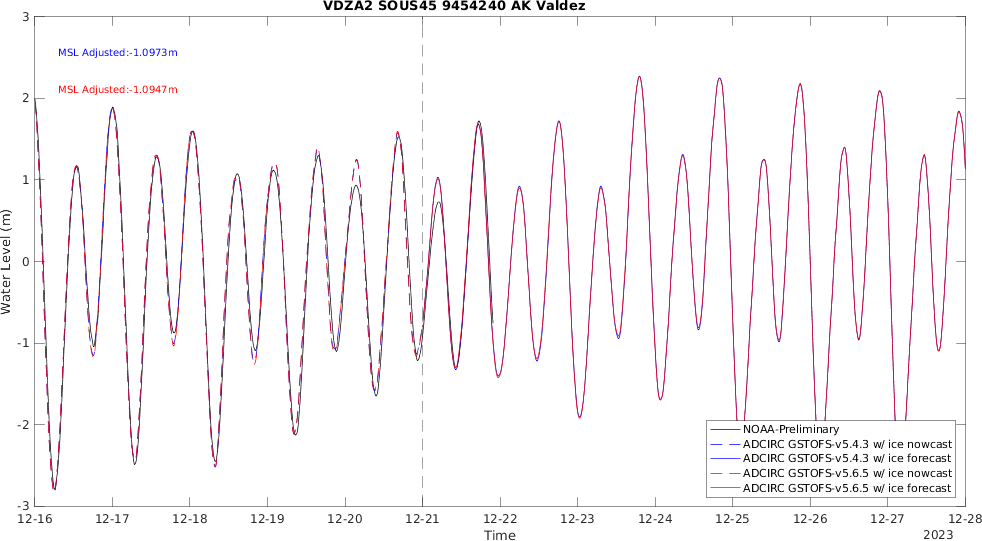 VDZA2 SOUS45 9454240 AK Valdez
MSL Adjusted:-1.0973m
MSL Adjusted:-1.0947m
Water Level (m)
3
2
1
0
-1
-2
-3
NOAA-Preliminary
ADCIRC GSTOFS-v5.4.3 w/ ice nowcast
ADCIRC GSTOFS-v5.4.3 w/ ice forecast
ADCIRC GSTOFS-v5.6.5 w/ ice nowcast
ADCIRC GSTOFS-v5.6.5 w/ ice forecast
12-16 12-17 12-18 12-19 12-20 12-21 12-22 12-23 12-24 12-25 12-26 12-27 12-28
Time
2023